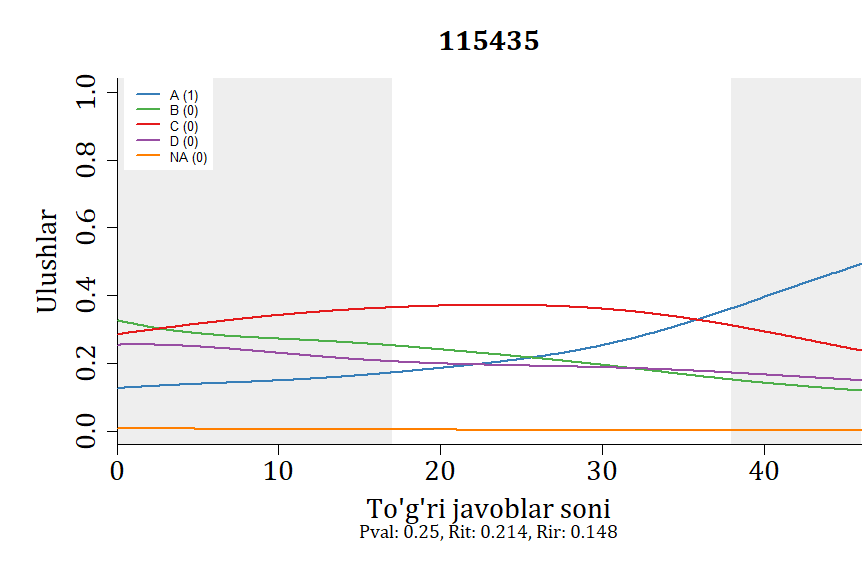 115435
A (1)
B (0)
C (0)
D (0)
NA (0)
1.0
0.8
0.6
0.4
0.2
0.0
Ulushlar
0 10 20 30 40
To'g'ri javoblar soni
Pval: 0.25, Rit: 0.214, Rir: 0.148